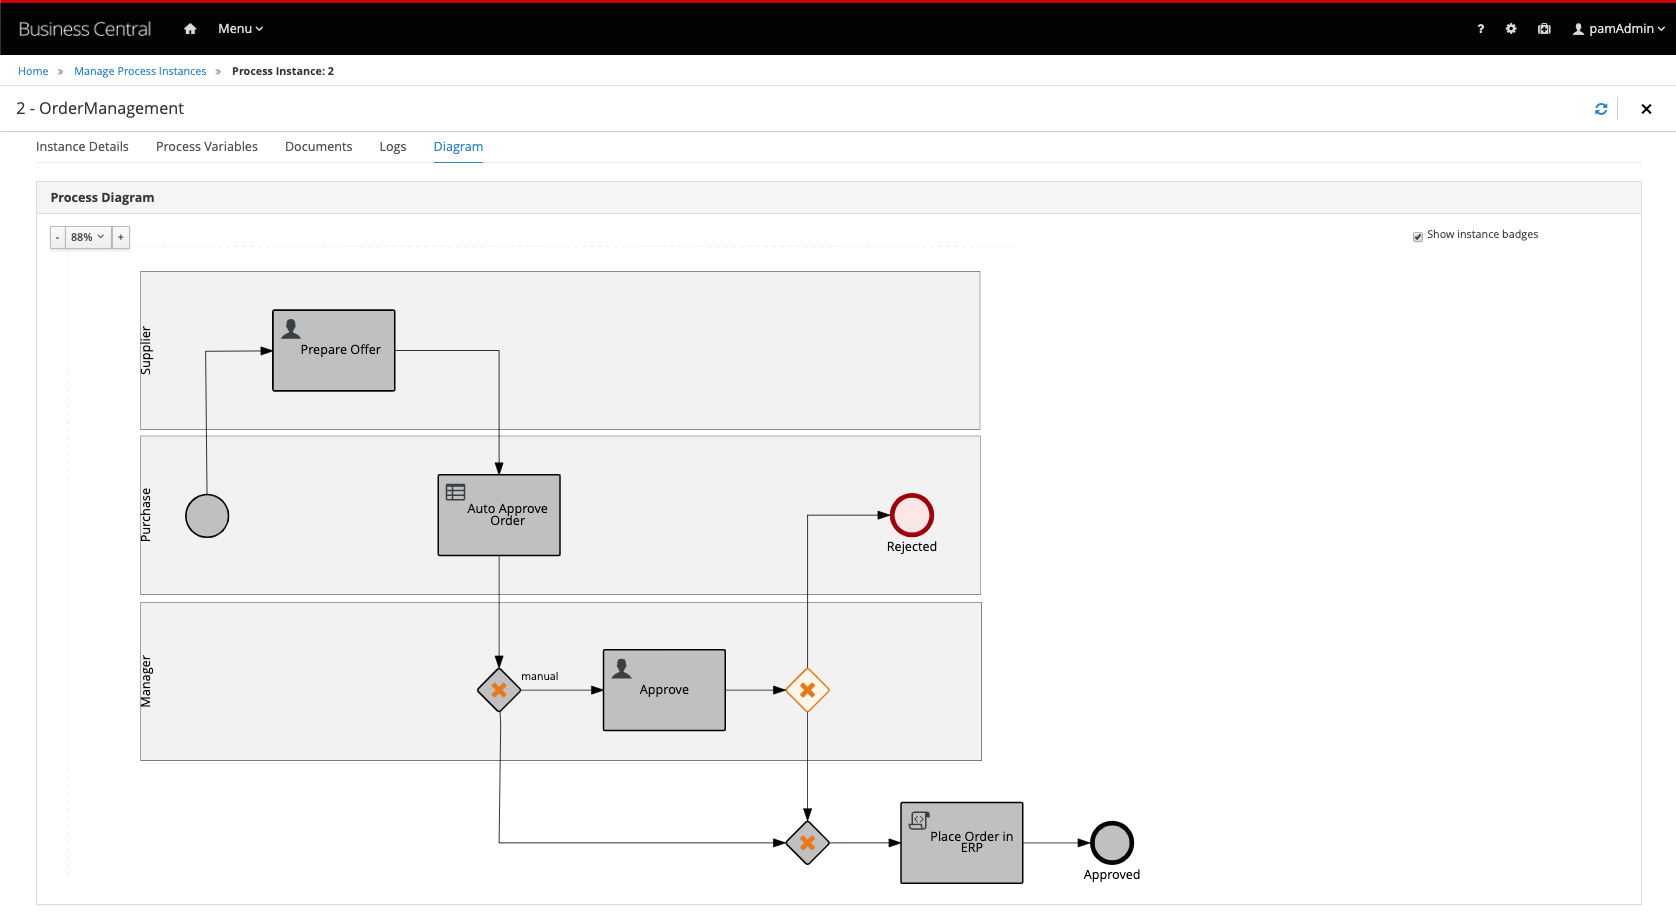 Business Central
Menu
?
pamAdmin
Home » Manage Process Instances » Process Instance: 2
2 - OrderManagement
Instance Details
Process Variables
Documents
Logs
Diagram
Process Diagram
- 88% +
Show instance badges
Supplier
Prepare Offer
Purchase
Auto Approve
Order
Rejected
Manager
manual
Approve
Place Order in
ERP
Approved